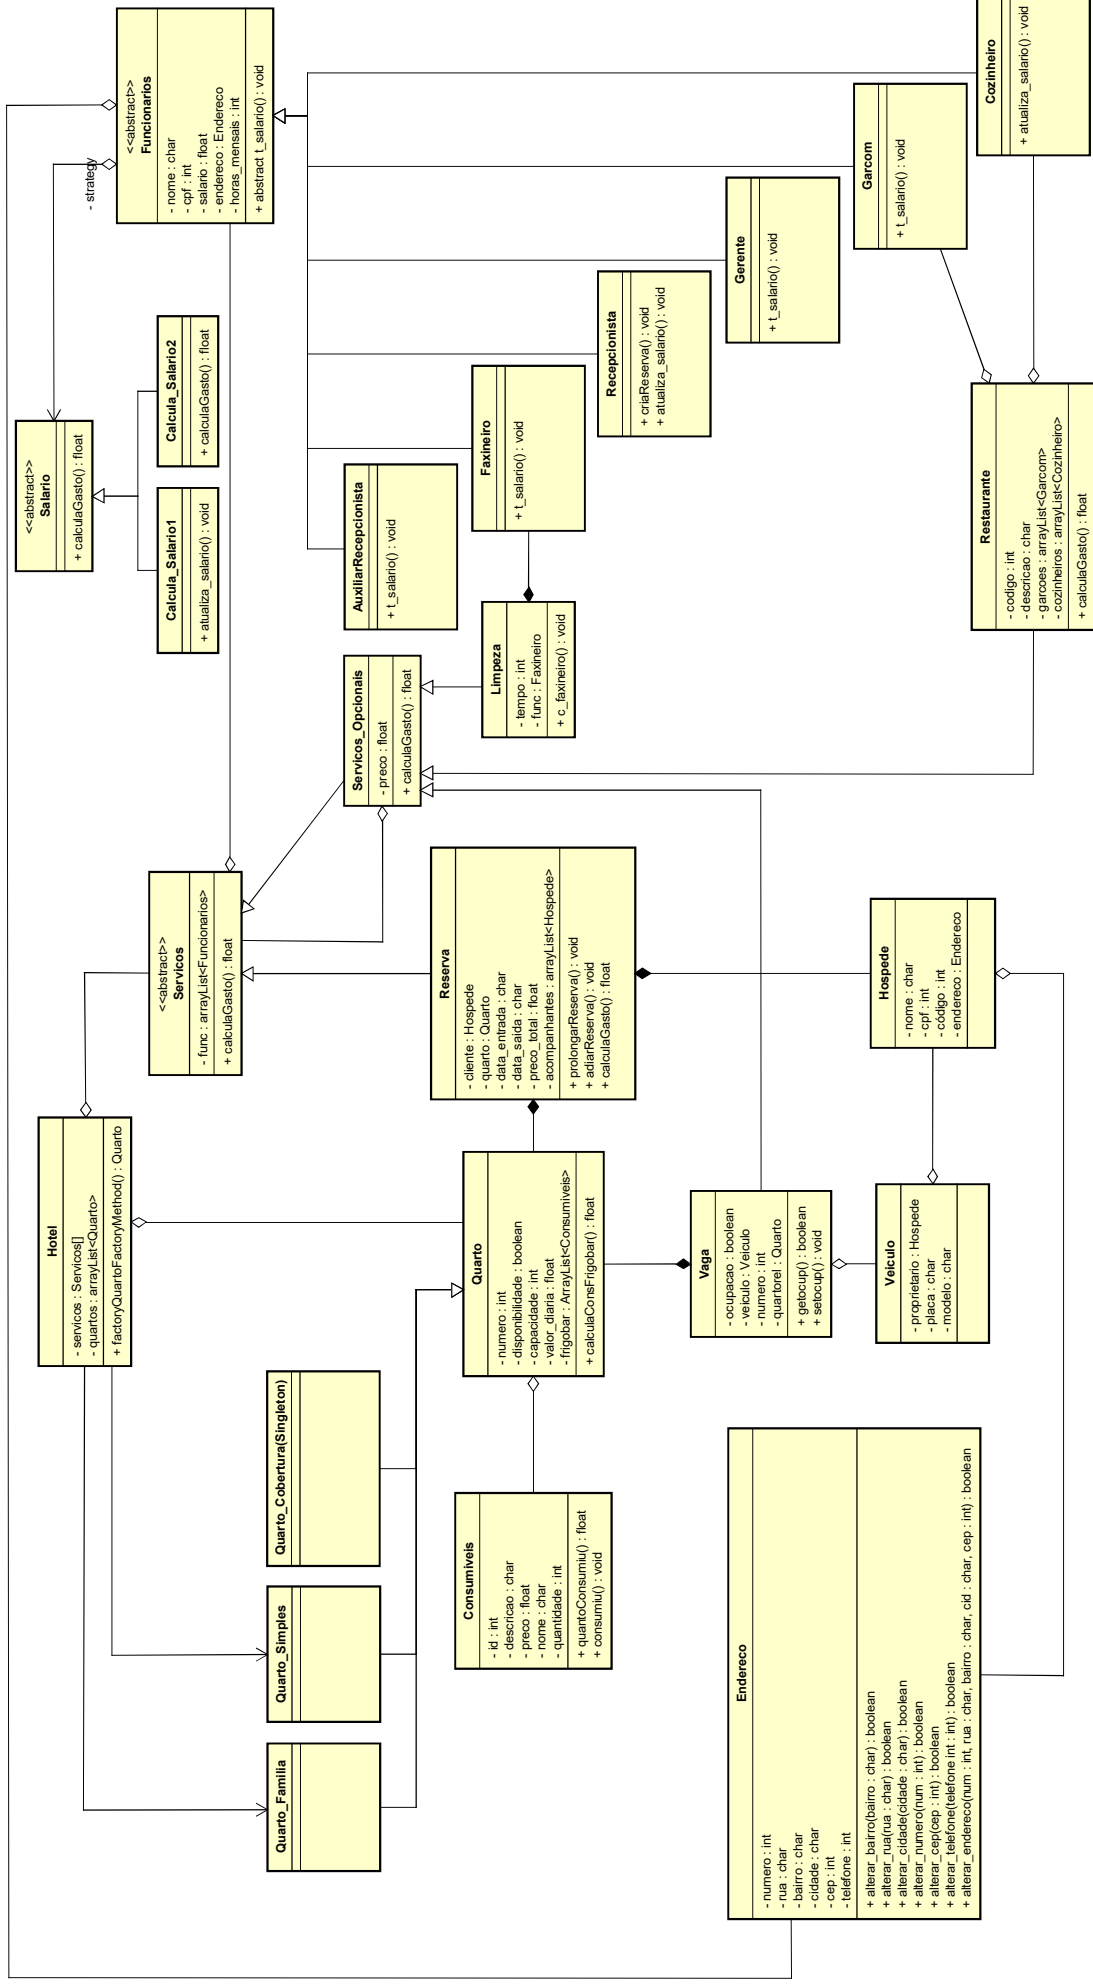 Hotel
- servicos : Servicos[]
- quartos : arrayList<Quarto>
+ factoryQuartoFactoryMethod() : Quarto
<<abstract>>
Servicos
- func : arrayList<Funcionarios>
+ calculaGasto() : float
<<abstract>>
Salario
+ calculaGasto() : float
Calcula_Salario1
+ atualiza_salario() : void
Calcula_Salario2
+ calculaGasto() : float
- strategy
<<abstract>>
Funcionarios
- nome : char
- cpf : int
- salario : float
- endereco : Endereco
- horas_mensais : int
+ abstract t_salario() : void
Quarto_Familia
Quarto_Simples
Quarto_Cobertura(Singleton)
Servicos_Opcionais
- preco : float
+ calculaGasto() : float
AuxiliarRecepcionista
+ t_salario() : void
Consumiveis
- id : int
- descricao : char
- preco : float
- nome : char
- quantidade : int
+ quantoConsumiu() : float
+ consumiu() : void
Quarto
- numero : int
- disponibilidade : boolean
- capacidade : int
- valor_diaria : float
- frigobar : ArrayList<Consumiveis>
+ calculaConsFrigobar() : float
Reserva
- cliente : Hospede
- quarto : Quarto
- data_entrada : char
- data_saida : char
- preco_total : float
- acompanhantes : arrayList<Hospede>
+ prolongarReserva() : void
+ adiarReserva() : void
+ calculaGasto() : float
Limpeza
- tempo : int
- func : Faxineiro
+ c_faxineiro() : void
Faxineiro
+ t_salario() : void
Recepcionista
+ criaReserva() : void
+ atualiza_salario() : void
Gerente
+ t_salario() : void
Garcom
+ t_salario() : void
Cozinheiro
+ atualiza_salario() : void
Endereco
- numero : int
- rua : char
- bairro : char
- cidade : char
- cep : int
- telefone : int
+ alterar_bairro(bairro : char) : boolean
+ alterar_rua(rua : char) : boolean
+ alterar_cidade(cidade : char) : boolean
+ alterar_numero(num : int) : boolean
+ alterar_cep(cep : int) : boolean
+ alterar_telefone(telefone int : int) : boolean
+ alterar_endereco(num : int, rua : char, bairro : char, cid : char, cep : int) : boolean
Vaga
- ocupacao : boolean
- veiculo : Veiculo
- numero : int
- quartorel : Quarto
+ getocup() : boolean
+ setocup() : void
Veiculo
- proprietario : Hospede
- placa : char
- modelo : char
Hospede
- nome : char
- cpf : int
- código : int
- endereco : Endereco
Restaurante
- codigo : int
- descricao : char
- garcoes : arrayList<Garcom>
- cozinheiros : arrayList<Cozinheiro>
+ calculaGasto() : float